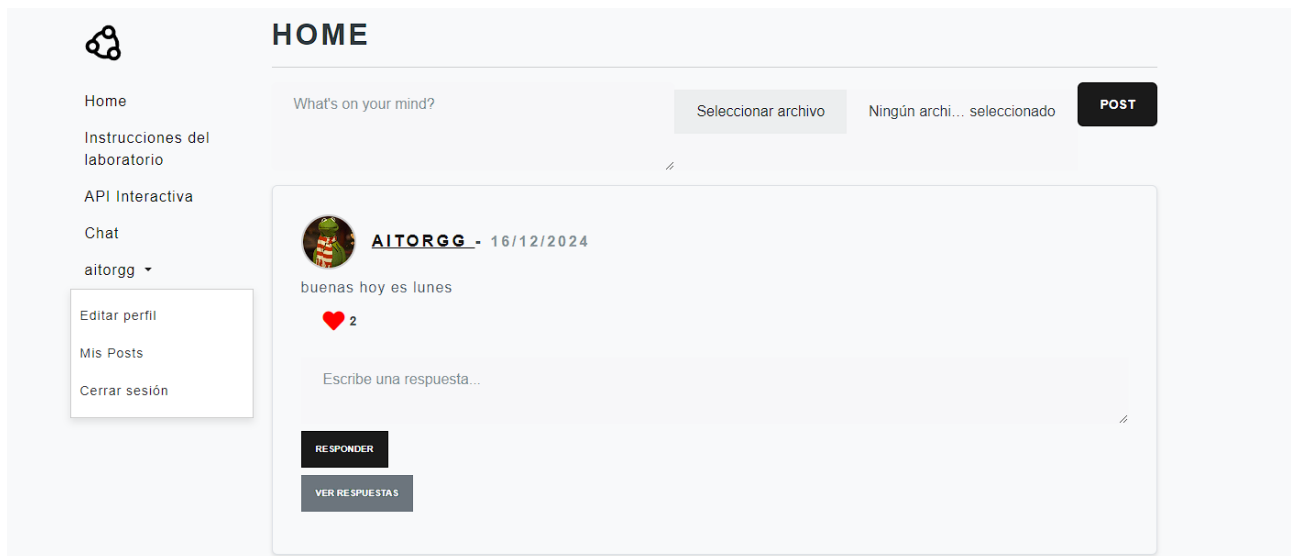 HOME
Home
Instrucciones del
laboratorio
API Interactiva
Chat
aitorgg
Editar perfil
Mis Posts
Cerrar sesión
What's on your mind?
Seleccionar archivo
Ningún archi... seleccionado
POST
AITORGG - 16/12/2024
buenas hoy es lunes
2
Escribe una respuesta...
RESPONDER
VER RESPUESTAS